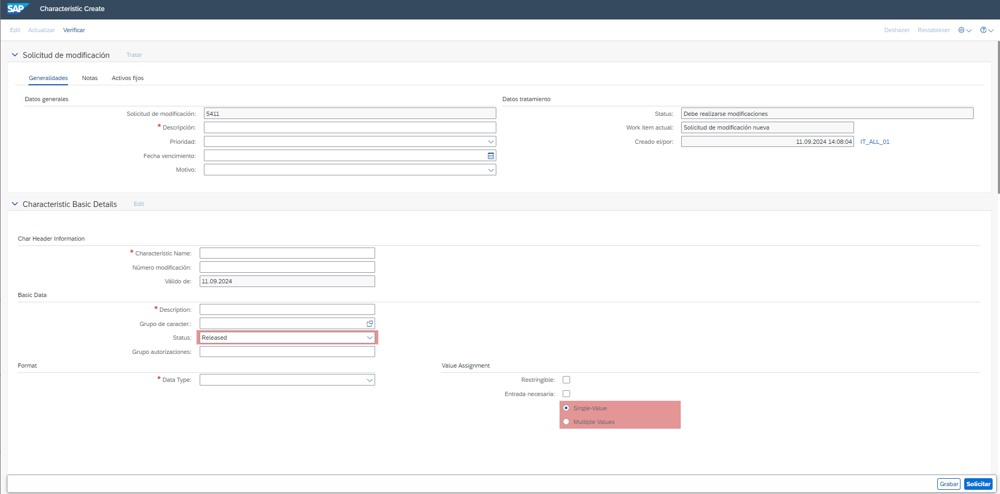 SAP Characteristic Create
Edit Actualizar Verificar Deshacer Restablecer
Solicitud de modificación Tratar
Generalidades Notas Activos fijos
Datos generales
Solicitud de modificación: 5411
* Descripción:
Prioridad:
Fecha vencimiento:
Motivo:
Datos tratamiento
Status: Debe realizarse modificaciones
Work item actual: Solicitud de modificación nueva
Creado el/por: 11.09.2024 14:08:04 IT_ALL_01
Characteristic Basic Details Edit
Char Header Information
* Characteristic Name:
Número modificación:
Válido de: 11.09.2024
Basic Data
* Description:
Grupo de caracter.:
Status: Released
Grupo autorizaciones:
Format
* Data Type:
Value Assignment
Restringible:
Entrada necesaria:
Single-Value
Multiple Values
Grabar Solicitar